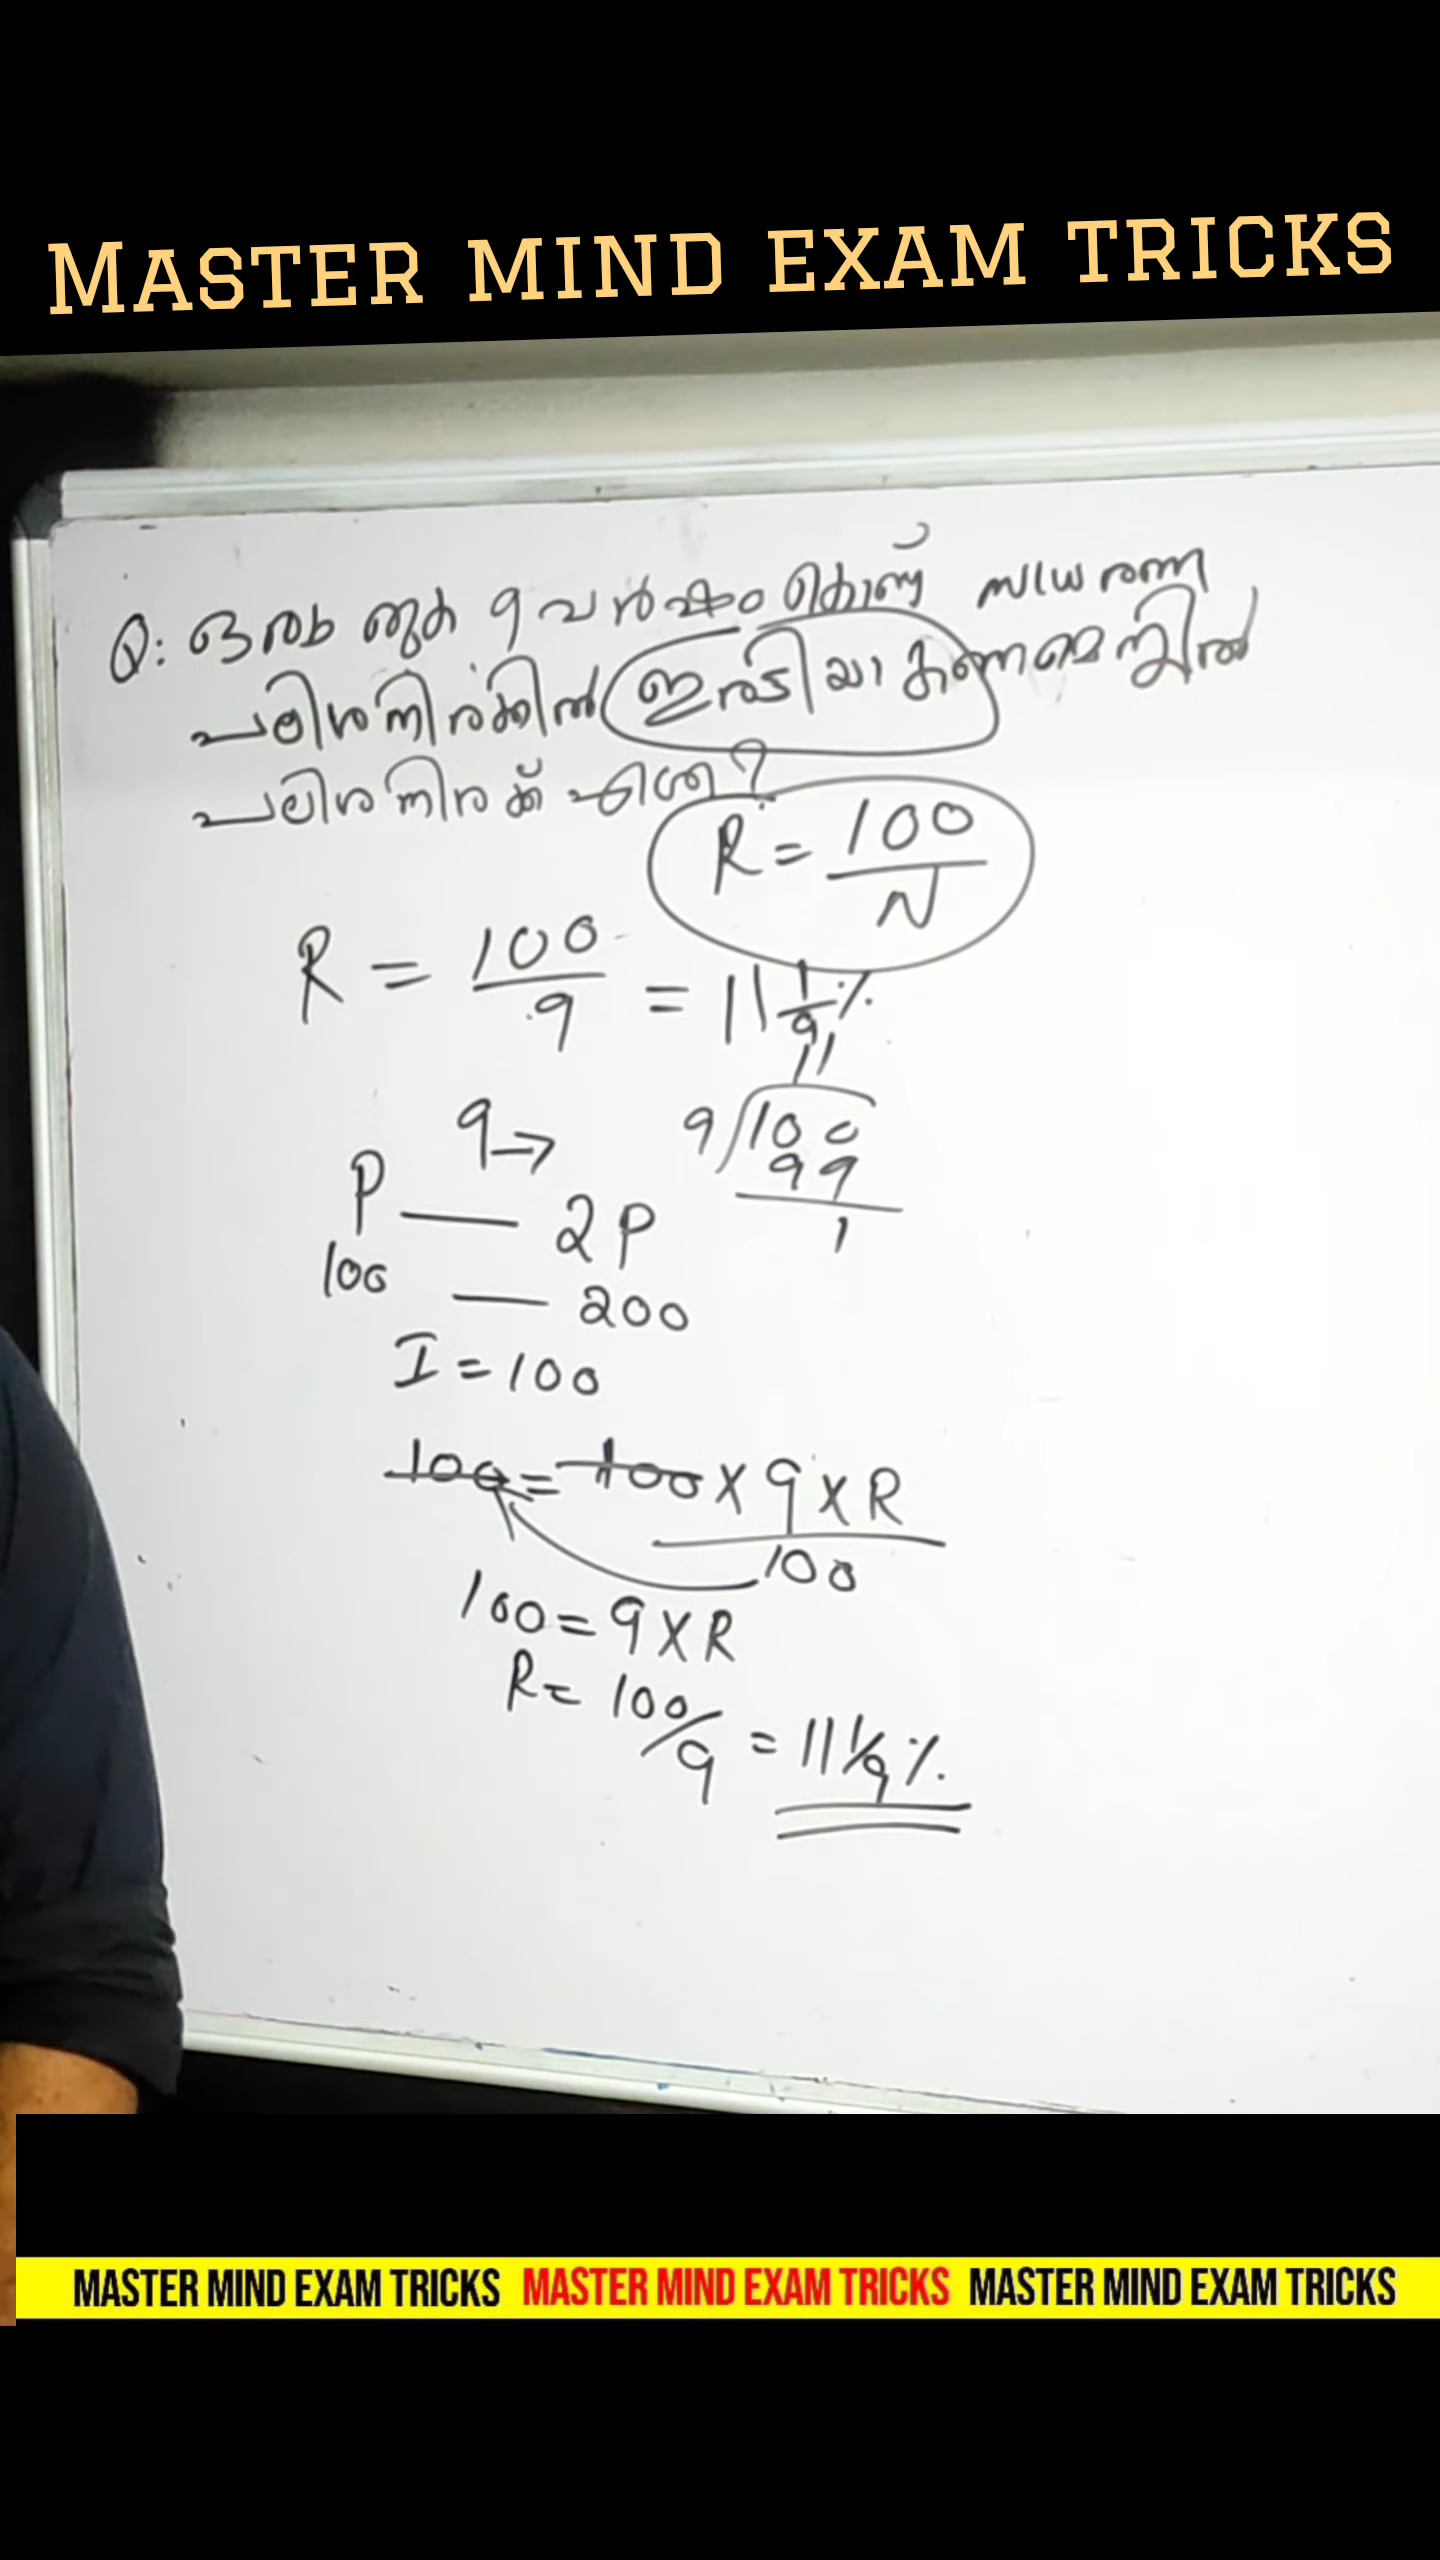 MASTER MIND EXAM TRICKS
Q: ഒരു തുക 9 വർഷം കൊണ്ട് സാധരണ
പലിശനിരക്കിൽ ഇരട്ടിയാകുന്നമെങ്കിൽ
പലിശനിരക്ക് എത്ര?
R = 100/N
R = 100/9 = 11 1/9 %
11
9)100
99
1
9→
P — 2P
100 — 200
I = 100
100 = 100 X 9 X R
100
100 = 9 X R
R = 100/9 = 11 1/9 %
MASTER MIND EXAM TRICKS MASTER MIND EXAM TRICKS MASTER MIND EXAM TRICKS